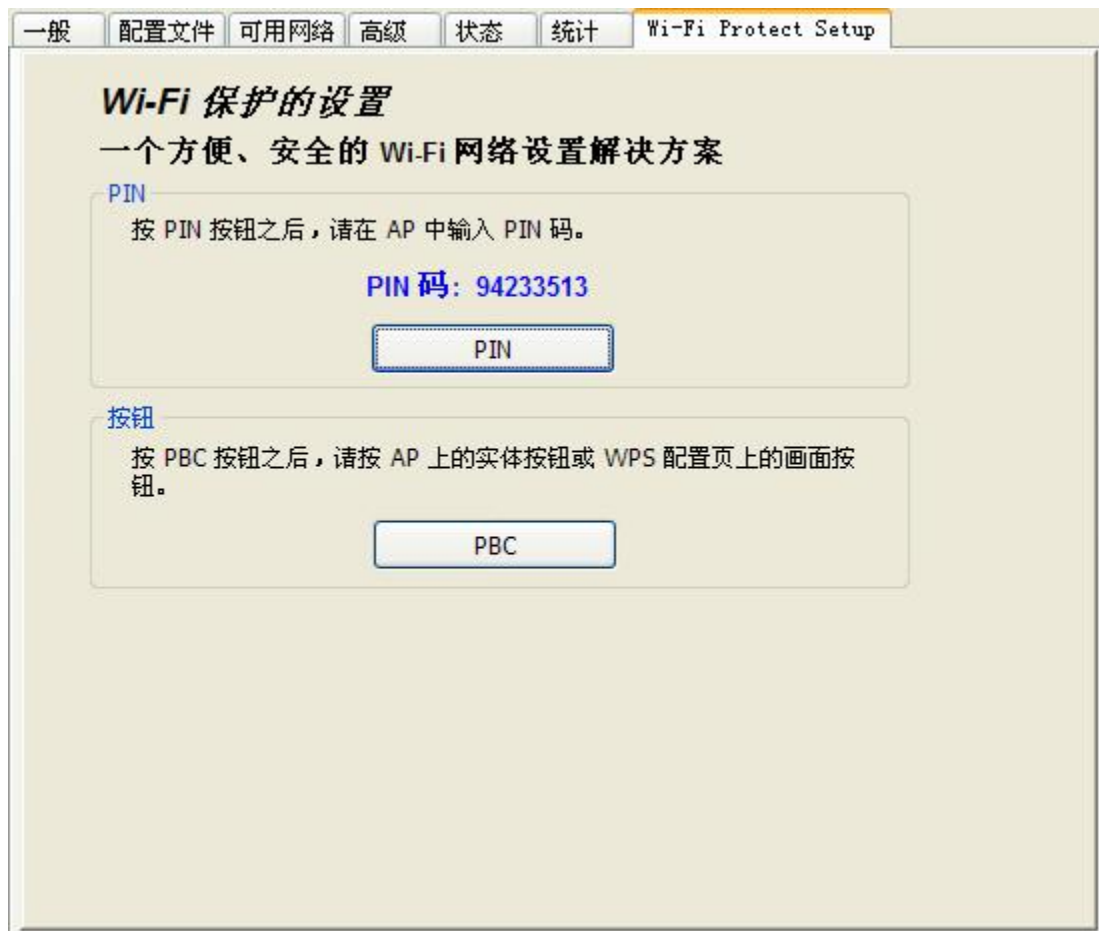 一般 配置文件 可用网络 高级 状态 统计 Wi-Fi Protect Setup
Wi-Fi 保护的设置
一个方便、安全的 Wi-Fi 网络设置解决方案
PIN
按 PIN 按钮之后，请在 AP 中输入 PIN 码。
PIN 码: 94233513
PIN
按钮
按 PBC 按钮之后，请按 AP 上的实体按钮或 WPS 配置页上的画面按
钮。
PBC